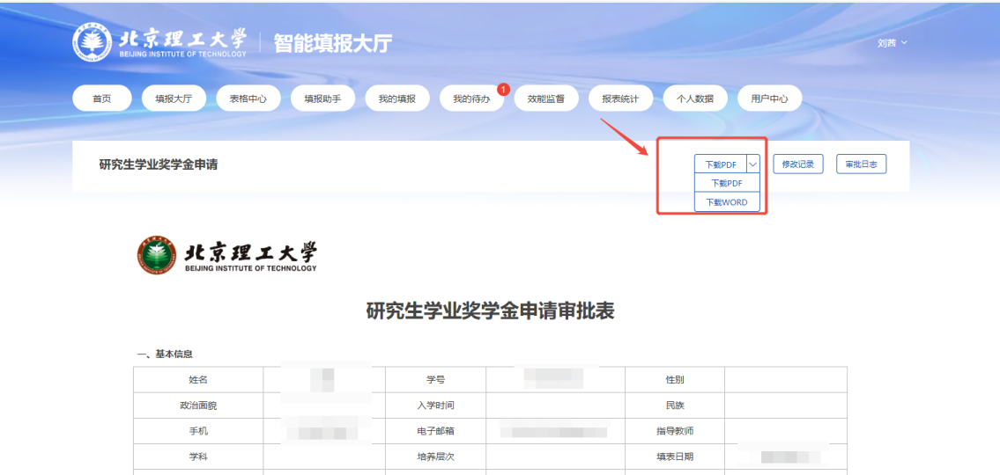 北京理工大学 智能填报大厅
BEIJING INSTITUTE OF TECHNOLOGY
刘茜
首页 填报大厅 表格中心 填报助手 我的填报 我的待办 1 效能监督 报表统计 个人数据 用户中心
研究生学业奖学金申请 下载PDF 修改记录 审批日志
下载PDF
下载WORD
北京理工大学
BEIJING INSTITUTE OF TECHNOLOGY
研究生学业奖学金申请审批表
一、基本信息
姓名 学号 性别
政治面貌 入学时间 民族
手机 电子邮箱 指导教师
学科 培养层次 填表日期